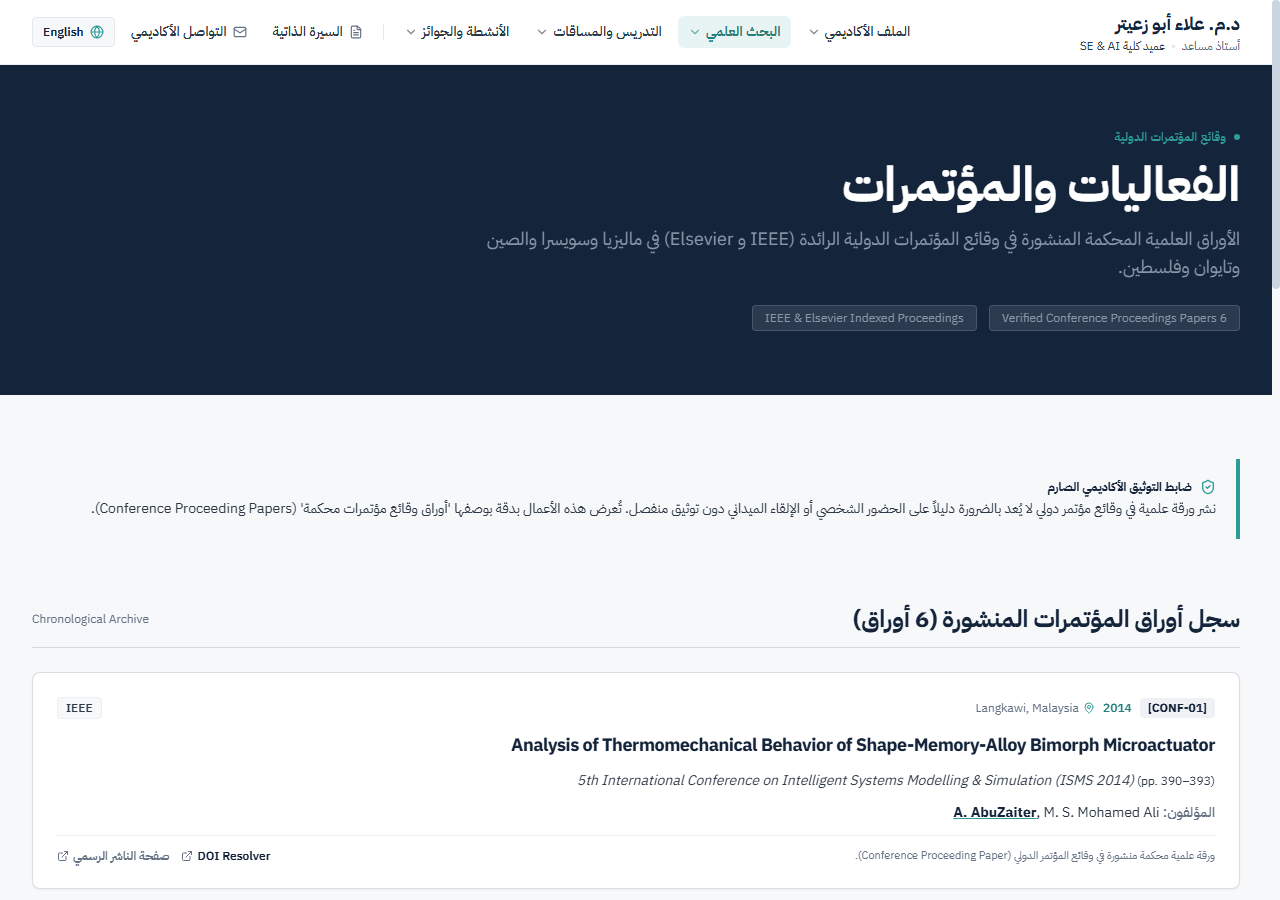 د.م. علاء أبو زعيتر
أستاذ مساعد · عميد كلية SE & AI
الملف الأكاديمي
البحث العلمي
التدريس والمساقات
الأنشطة والجوائز
السيرة الذاتية
التواصل الأكاديمي
English
وقائع المؤتمرات الدولية
الفعاليات والمؤتمرات
الأوراق العلمية المحكمة المنشورة في وقائع المؤتمرات الدولية الرائدة (IEEE و Elsevier) في ماليزيا وسويسرا والصين
وتايوان وفلسطين.
Verified Conference Proceedings Papers 6
IEEE & Elsevier Indexed Proceedings
ضابط التوثيق الأكاديمي الصارم
نشر ورقة علمية في وقائع مؤتمر دولي لا يُعد بالضرورة دليلاً على الحضور الشخصي أو الإلقاء الميداني دون توثيق منفصل. تُعرض هذه الأعمال بدقة بوصفها 'أوراق وقائع مؤتمرات محكمة' (Conference Proceeding Papers).
سجل أوراق المؤتمرات المنشورة (6 أوراق)
Chronological Archive
[CONF-01] 2014 Langkawi, Malaysia
IEEE
Analysis of Thermomechanical Behavior of Shape-Memory-Alloy Bimorph Microactuator
5th International Conference on Intelligent Systems Modelling & Simulation (ISMS 2014) (pp. 390–393)
المؤلفون: A. AbuZaiter, M. S. Mohamed Ali
ورقة علمية محكمة منشورة في وقائع المؤتمر الدولي (Conference Proceeding Paper).
DOI Resolver
صفحة الناشر الرسمي